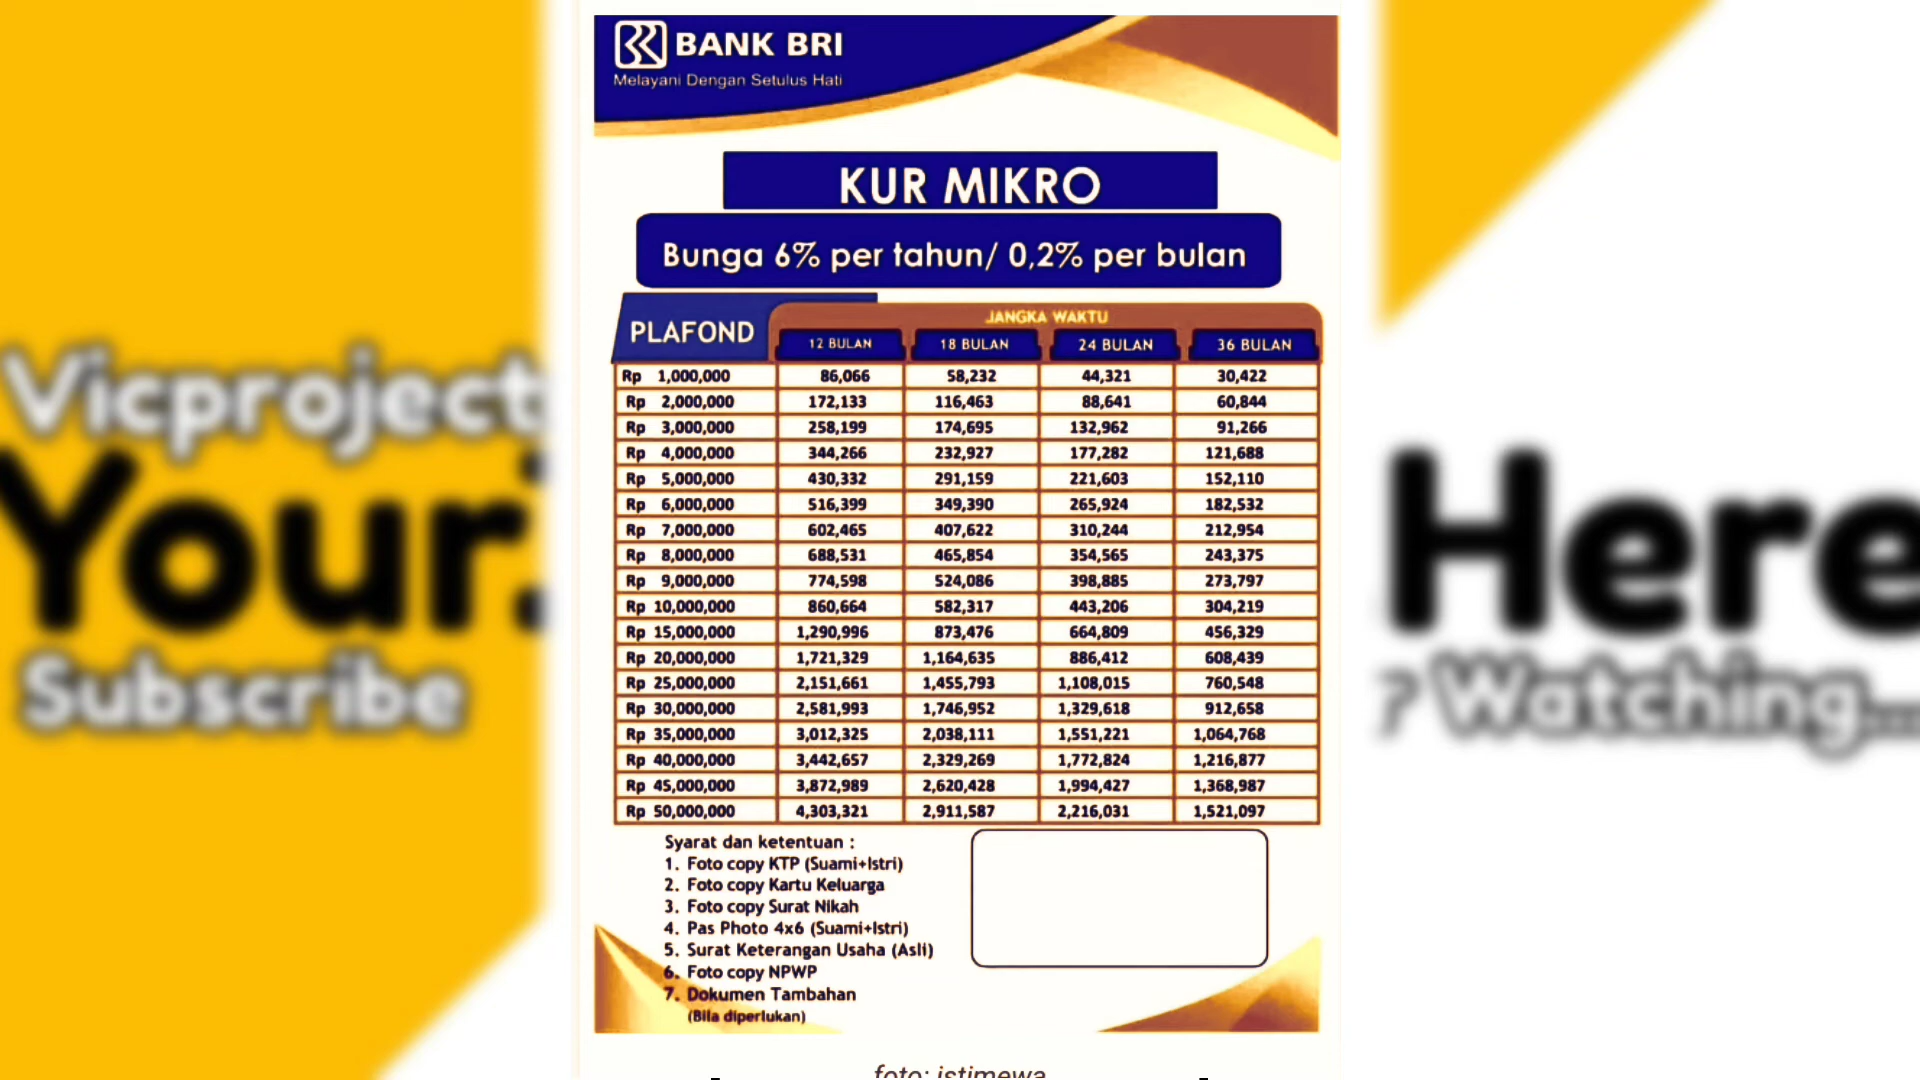 BANK BRI
Melayani Dengan Setulus Hati
KUR MIKRO
Bunga 6% per tahun/ 0,2% per bulan
PLAFOND
JANGKA WAKTU
12 BULAN 18 BULAN 24 BULAN 36 BULAN
Rp 1,000,000 86,066 58,232 44,321 30,422
Rp 2,000,000 172,133 116,463 88,641 60,844
Rp 3,000,000 258,199 174,695 132,962 91,266
Rp 4,000,000 344,266 232,927 177,282 121,688
Rp 5,000,000 430,332 291,159 221,603 152,110
Rp 6,000,000 516,399 349,390 265,924 182,532
Rp 7,000,000 602,465 407,622 310,244 212,954
Rp 8,000,000 688,531 465,854 354,565 243,375
Rp 9,000,000 774,598 524,086 398,885 273,797
Rp 10,000,000 860,664 582,317 443,206 304,219
Rp 15,000,000 1,290,996 873,476 664,809 456,329
Rp 20,000,000 1,721,329 1,164,635 886,412 608,439
Rp 25,000,000 2,151,661 1,455,793 1,108,015 760,548
Rp 30,000,000 2,581,993 1,746,952 1,329,618 912,658
Rp 35,000,000 3,012,325 2,038,111 1,551,221 1,064,768
Rp 40,000,000 3,442,657 2,329,269 1,772,824 1,216,877
Rp 45,000,000 3,872,989 2,620,428 1,994,427 1,368,987
Rp 50,000,000 4,303,321 2,911,587 2,216,031 1,521,097
Syarat dan ketentuan :
1. Foto copy KTP (Suami+Istri)
2. Foto copy Kartu Keluarga
3. Foto copy Surat Nikah
4. Pas Photo 4x6 (Suami+Istri)
5. Surat Keterangan Usaha (Asli)
6. Foto copy NPWP
7. Dokumen Tambahan
(Bila diperlukan)
foto: istimewa
Vicproject
Your
Subscribe
Here
? Watching...